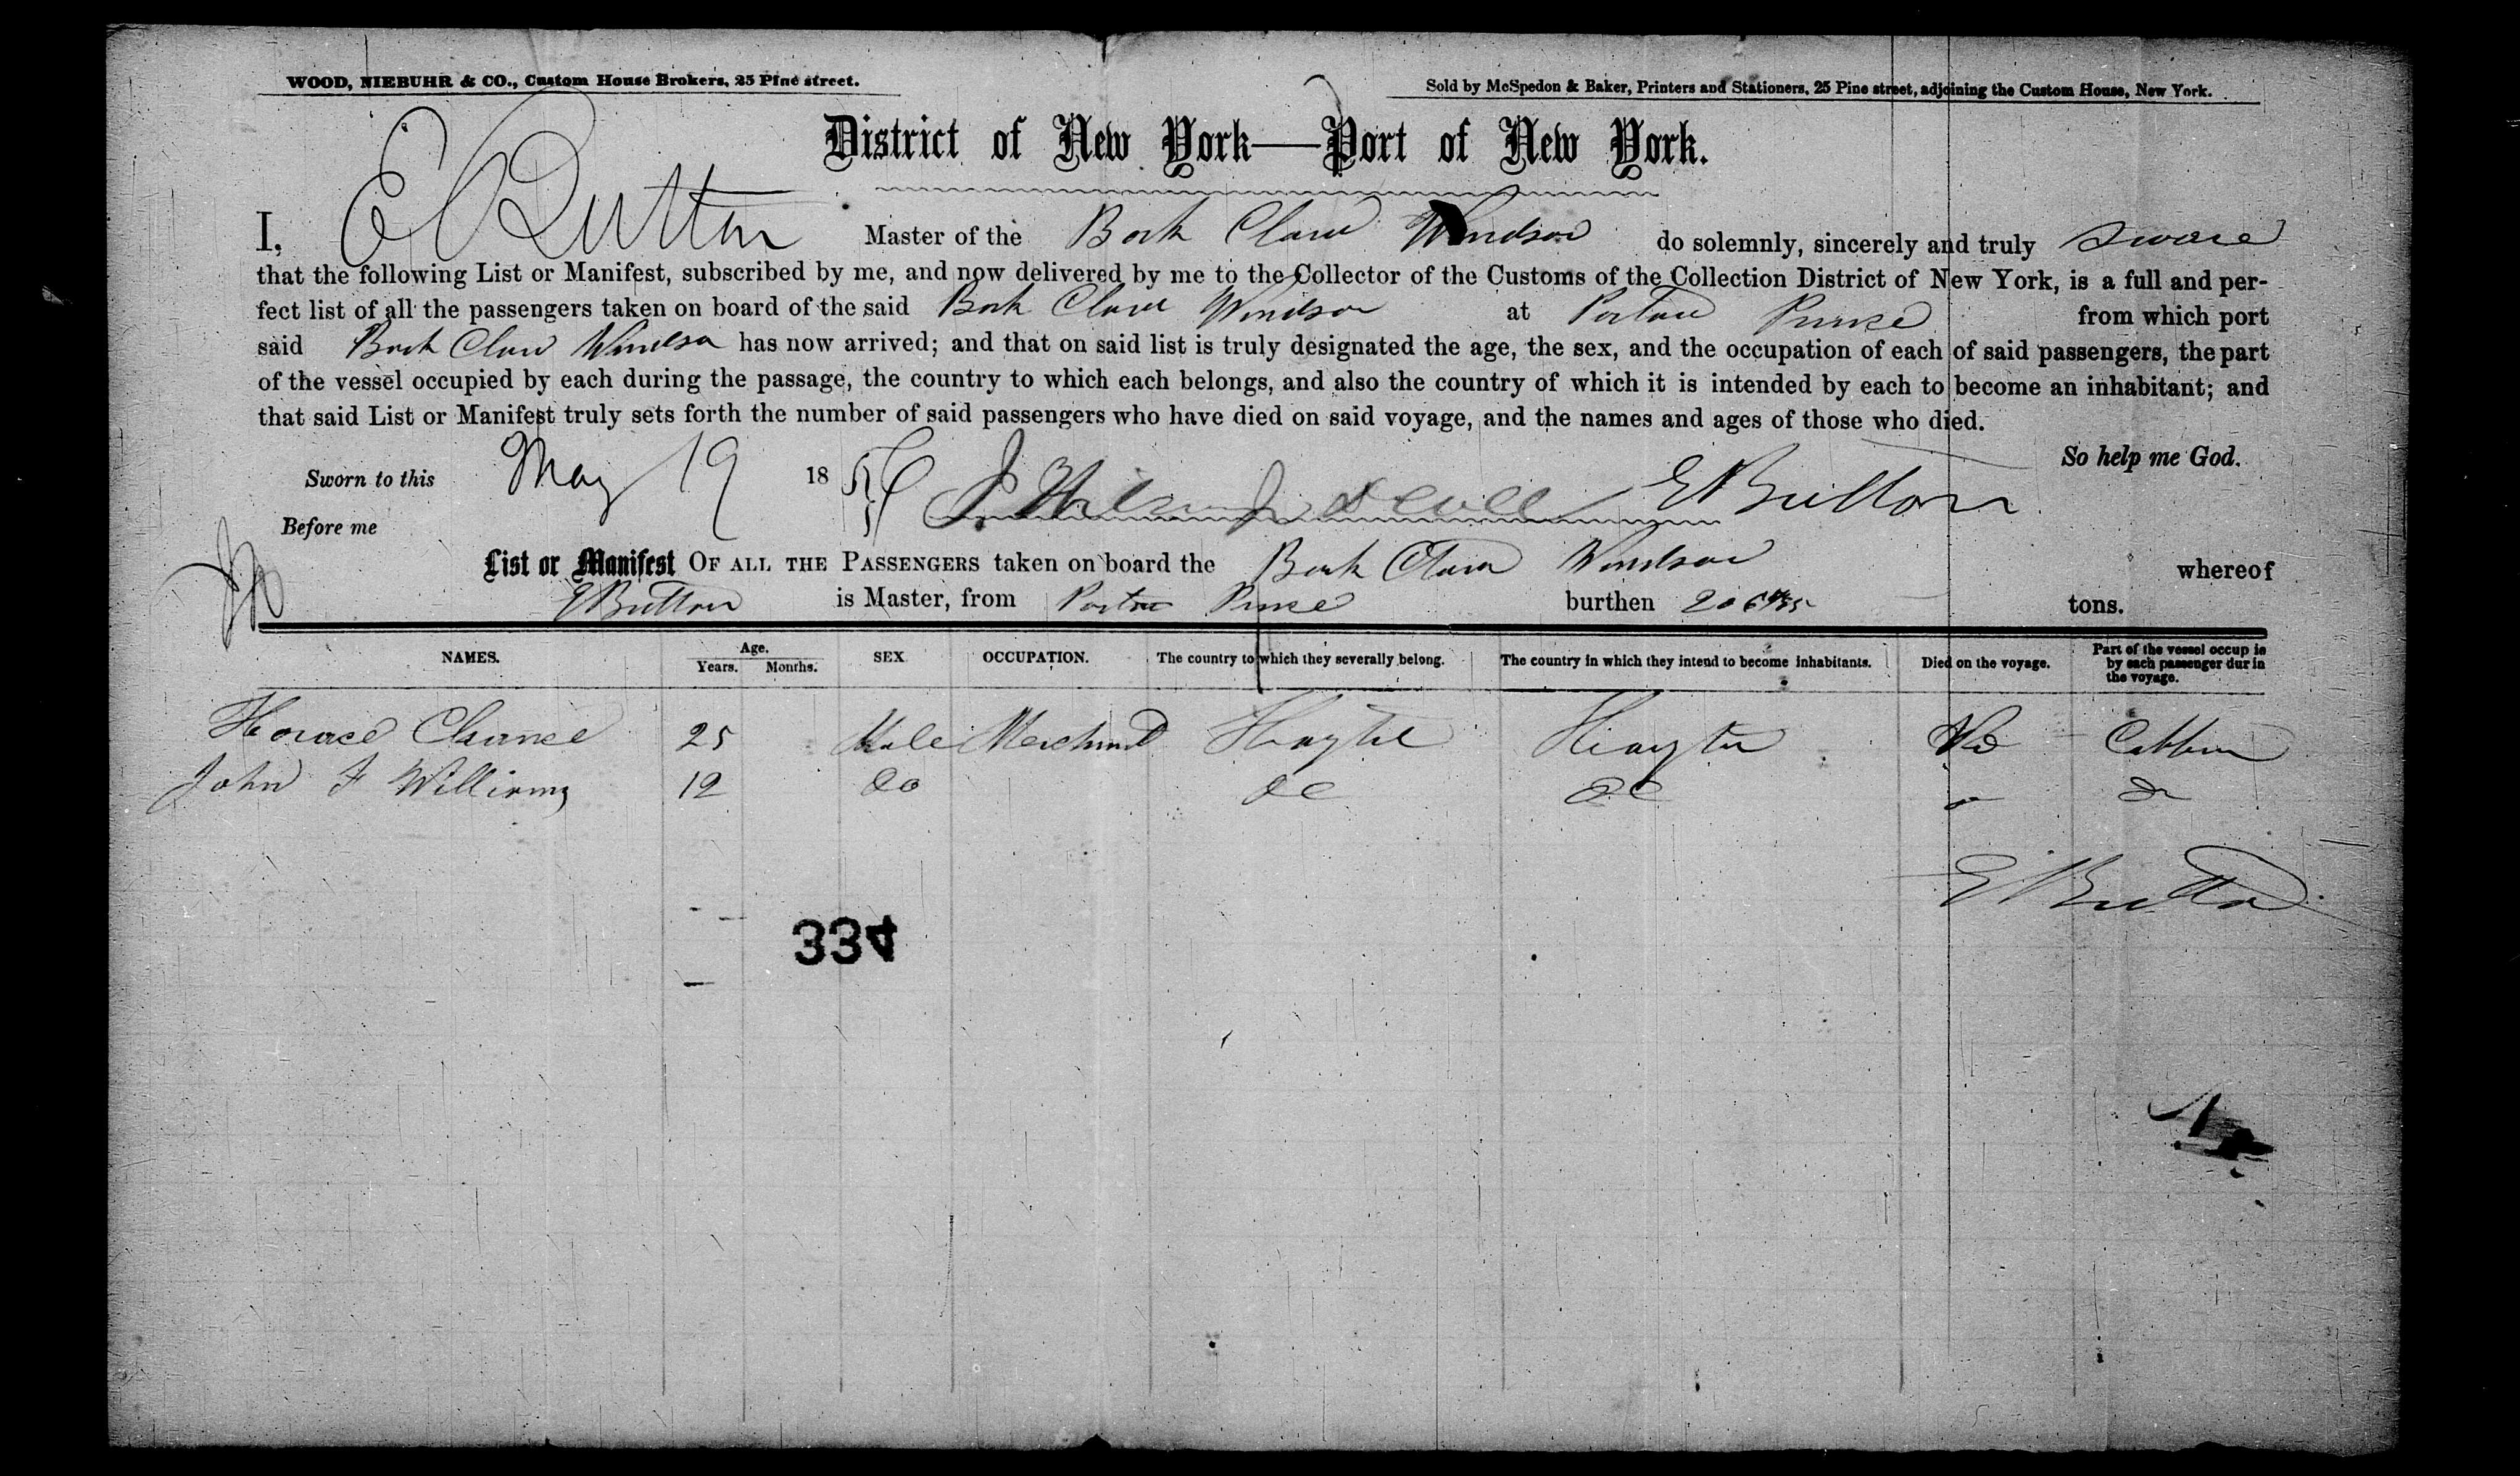 WOOD, NIEBUHR & CO., Custom House Brokers, 25 Pine street.
Sold by McSpedon & Baker, Printers and Stationers, 25 Pine street, adjoining the Custom House, New York.
District of New York—Port of New York.
I, E Button Master of the Bark Clara Windsor do solemnly, sincerely and truly sware
that the following List or Manifest, subscribed by me, and now delivered by me to the Collector of the Customs of the Collection District of New York, is a full and per-
fect list of all the passengers taken on board of the said Bark Clara Windsor at Portau Prince from which port
said Bark Clara Windsor has now arrived; and that on said list is truly designated the age, the sex, and the occupation of each of said passengers, the part
of the vessel occupied by each during the passage, the country to which each belongs, and also the country of which it is intended by each to become an inhabitant; and
that said List or Manifest truly sets forth the number of said passengers who have died on said voyage, and the names and ages of those who died.
So help me God.
Sworn to this May 19 1856 E Button
Before me
List or Manifest OF ALL THE PASSENGERS taken on board the Bark Clara Windsor whereof
E Button is Master, from Portau Prince burthen 206 tons.
NAMES. Age. Years. Months. SEX OCCUPATION. The country to which they severally belong. The country in which they intend to become inhabitants. Died on the voyage. Part of the vessel occup ie by each passenger dur in the voyage.
Horace 25 Male Merchant Hayti Hayti No Cabbin
John F Williams 12 do do do do
E Button
334